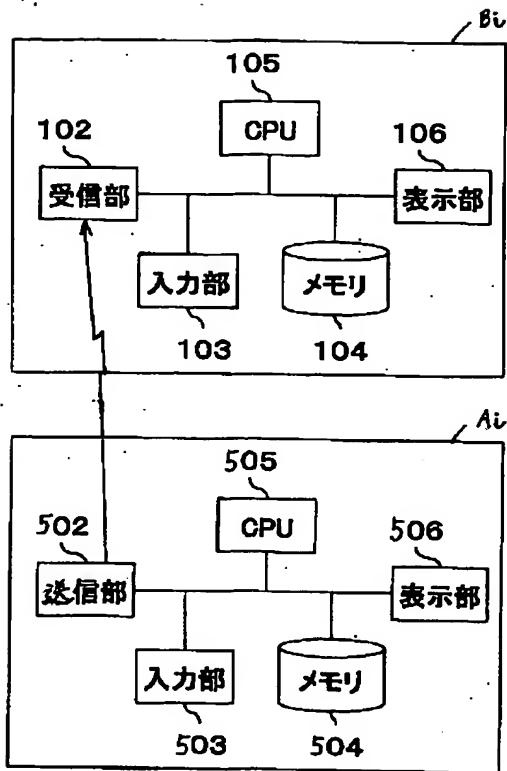 Bi
105
CPU
102
受信部
106
表示部
入力部
103
メモリ
104
Ai
505
CPU
502
送信部
506
表示部
入力部
503
メモリ
504